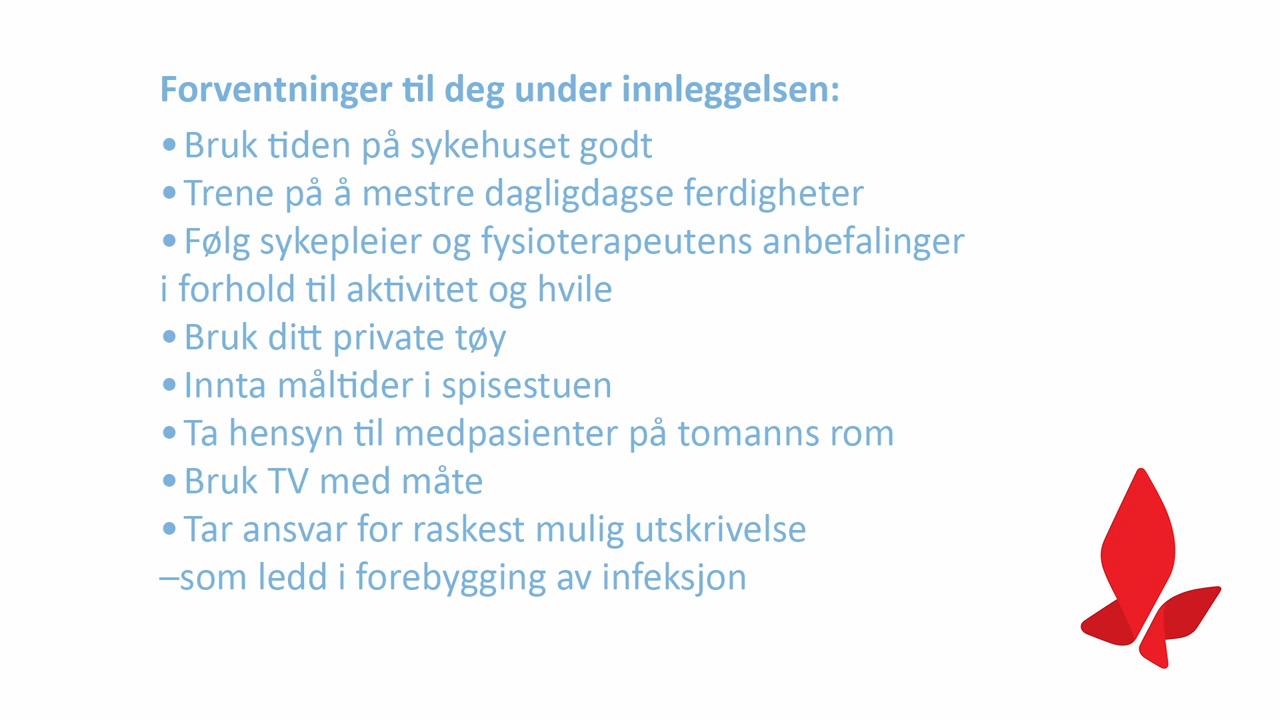 Forventninger til deg under innleggelsen:
•Bruk tiden på sykehuset godt
•Trene på å mestre dagligdagse ferdigheter
•Følg sykepleier og fysioterapeutens anbefalinger
i forhold til aktivitet og hvile
•Bruk ditt private tøy
•Innta måltider i spisestuen
•Ta hensyn til medpasienter på tomanns rom
•Bruk TV med måte
•Tar ansvar for raskest mulig utskrivelse
–som ledd i forebygging av infeksjon